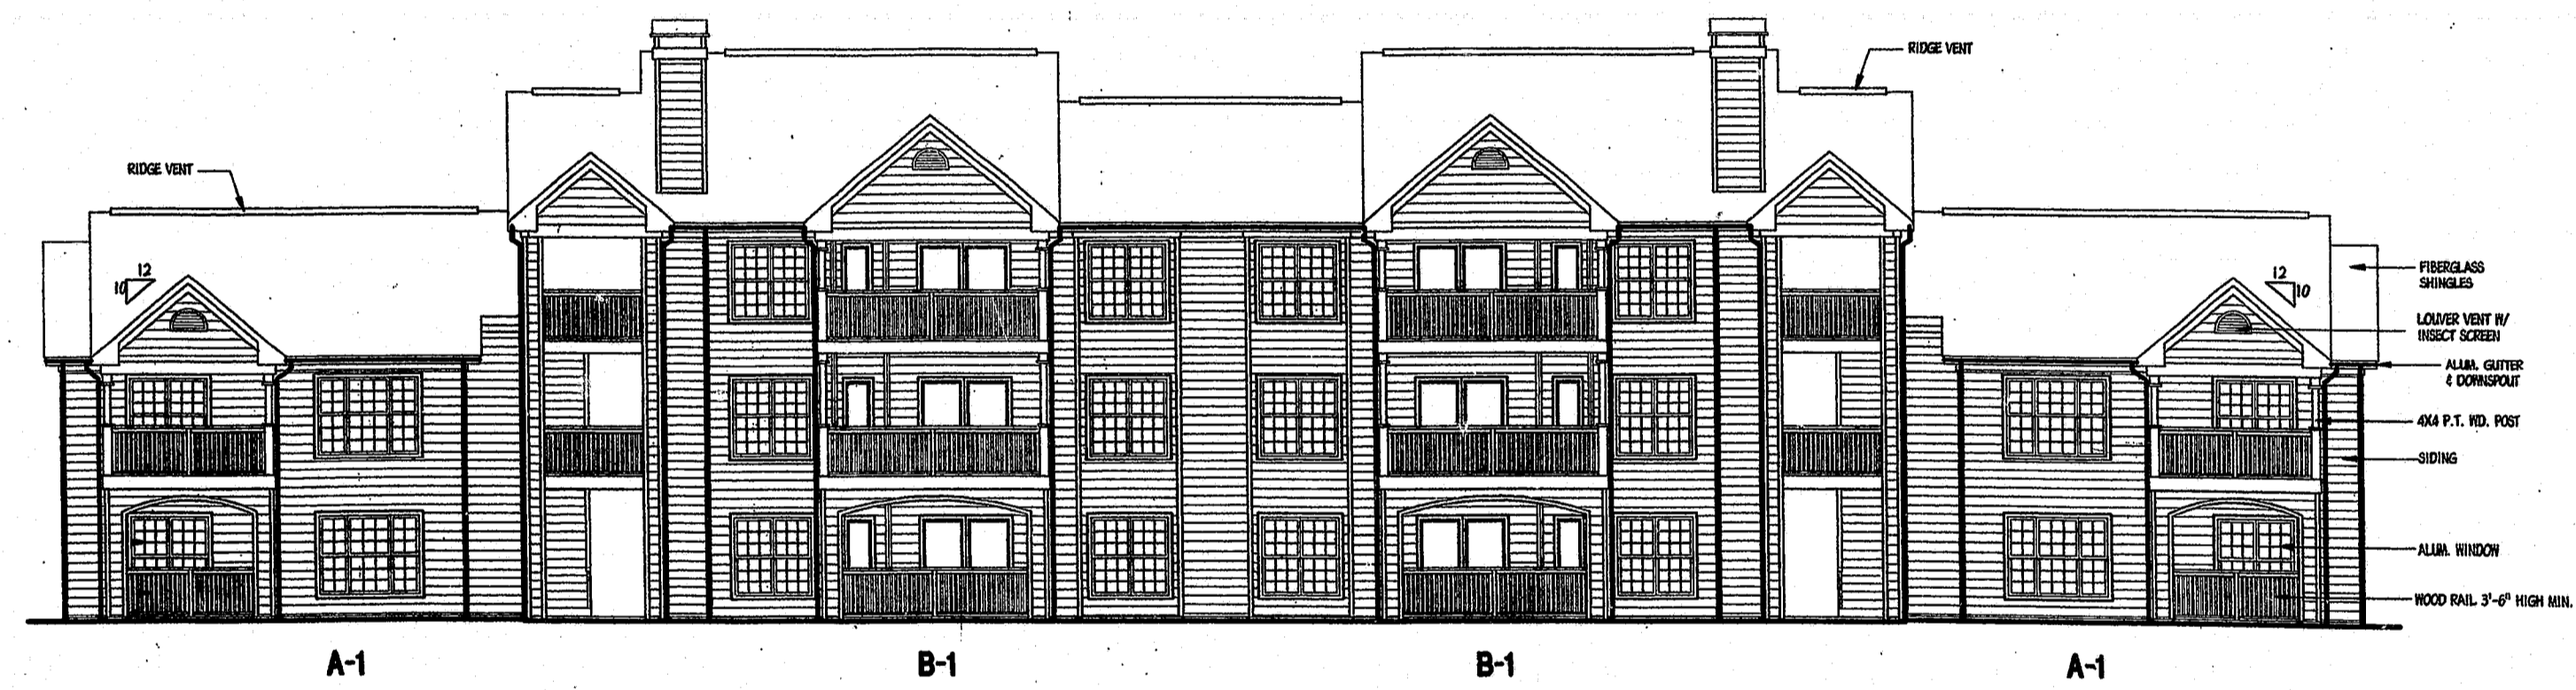 RIDGE VENT
RIDGE VENT
12
10
12
10
FIBERGLASS
SHINGLES
LOUVER VENT W/
INSECT SCREEN
ALUM. GUTTER
& DOWNSPOUT
4X4 P.T. WD. POST
SIDING
ALUM. WINDOW
WOOD RAIL 3'-6" HIGH MIN.
A-1
B-1
B-1
A-1